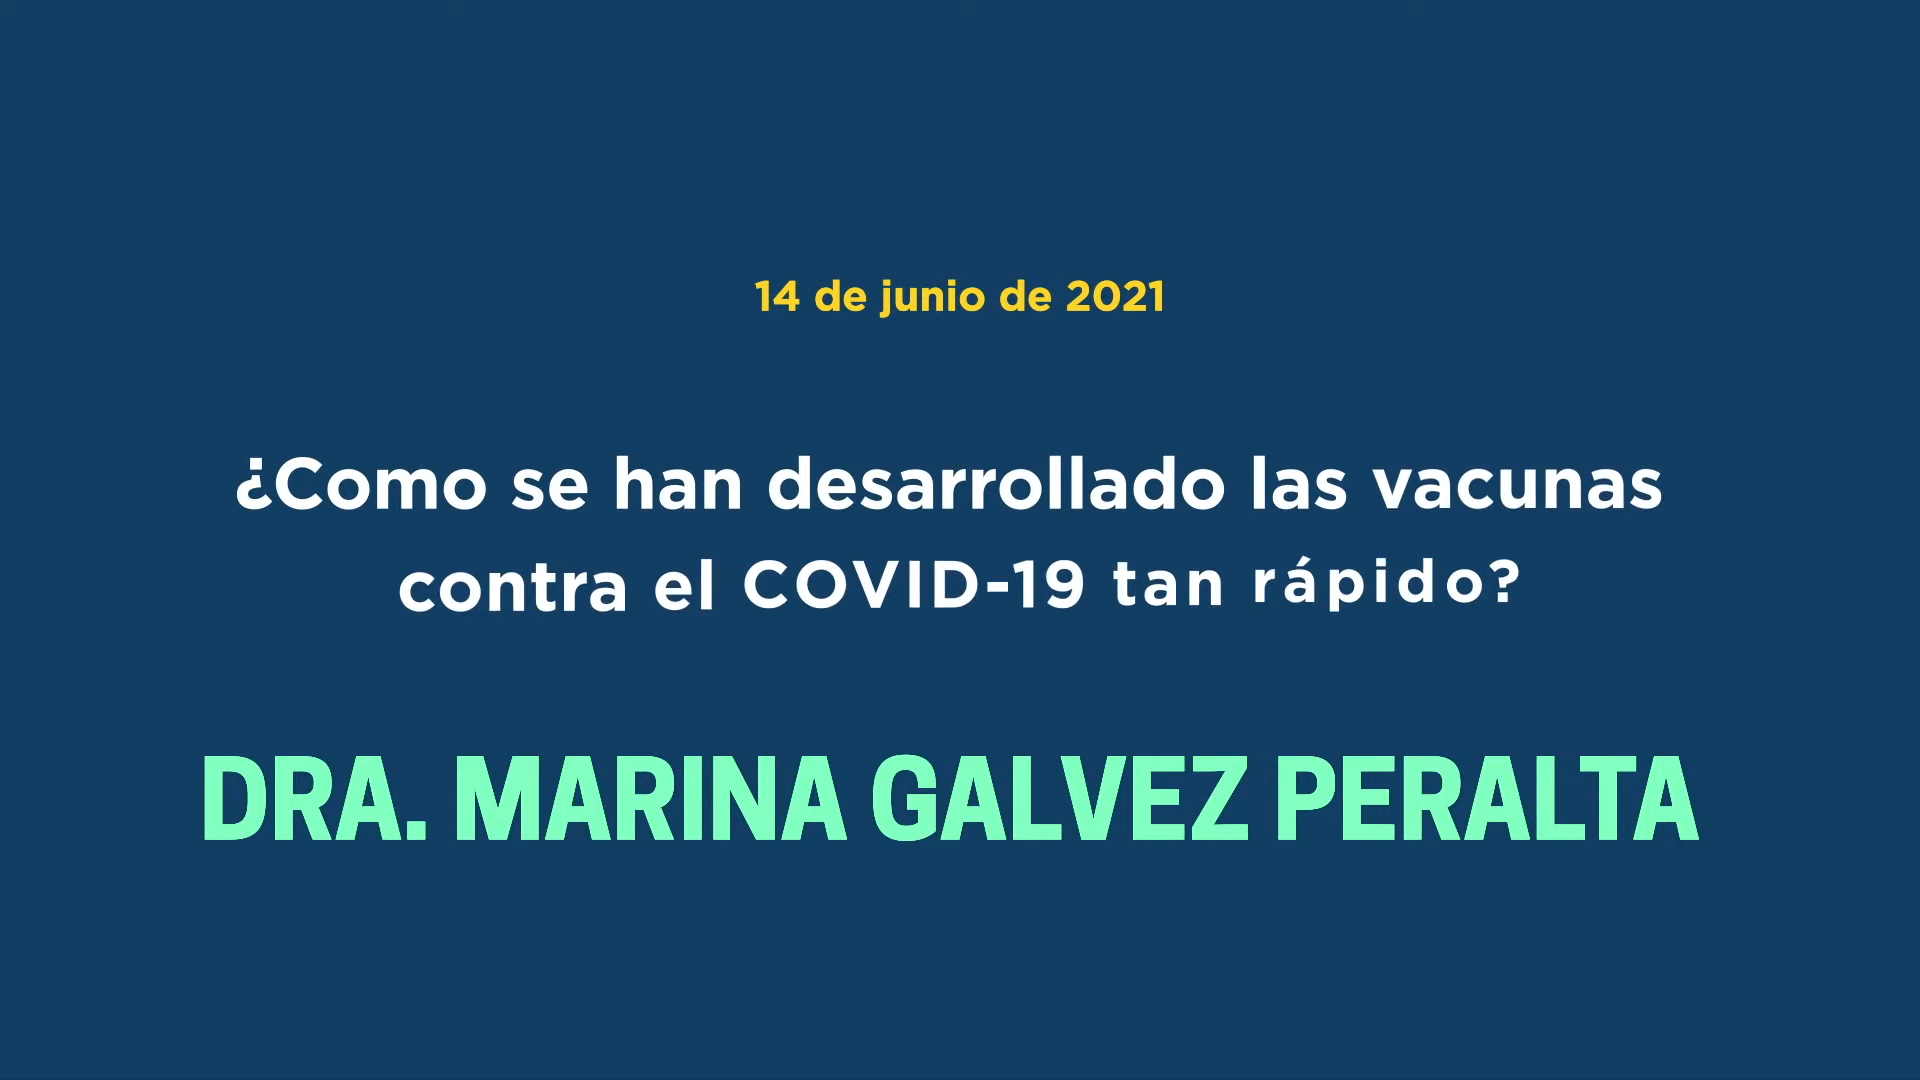 14 de junio de 2021
¿Como se han desarrollado las vacunas
contra el COVID-19 tan rápido?
DRA. MARINA GALVEZ PERALTA